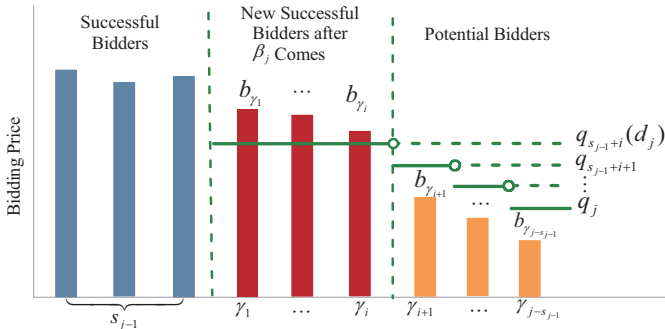 Successful
Bidders
New Successful
Bidders after
β_j Comes
Potential Bidders
Bidding Price
b_{γ_1} ... b_{γ_i}
q_{s_{j-1}+i}(d_j)
q_{s_{j-1}+i+1}
⋮
q_j
b_{γ_{i+1}} ... b_{γ_{j-s_{j-1}}}
s_{j-1}
γ_1 ... γ_i
γ_{i+1} ... γ_{j-s_{j-1}}